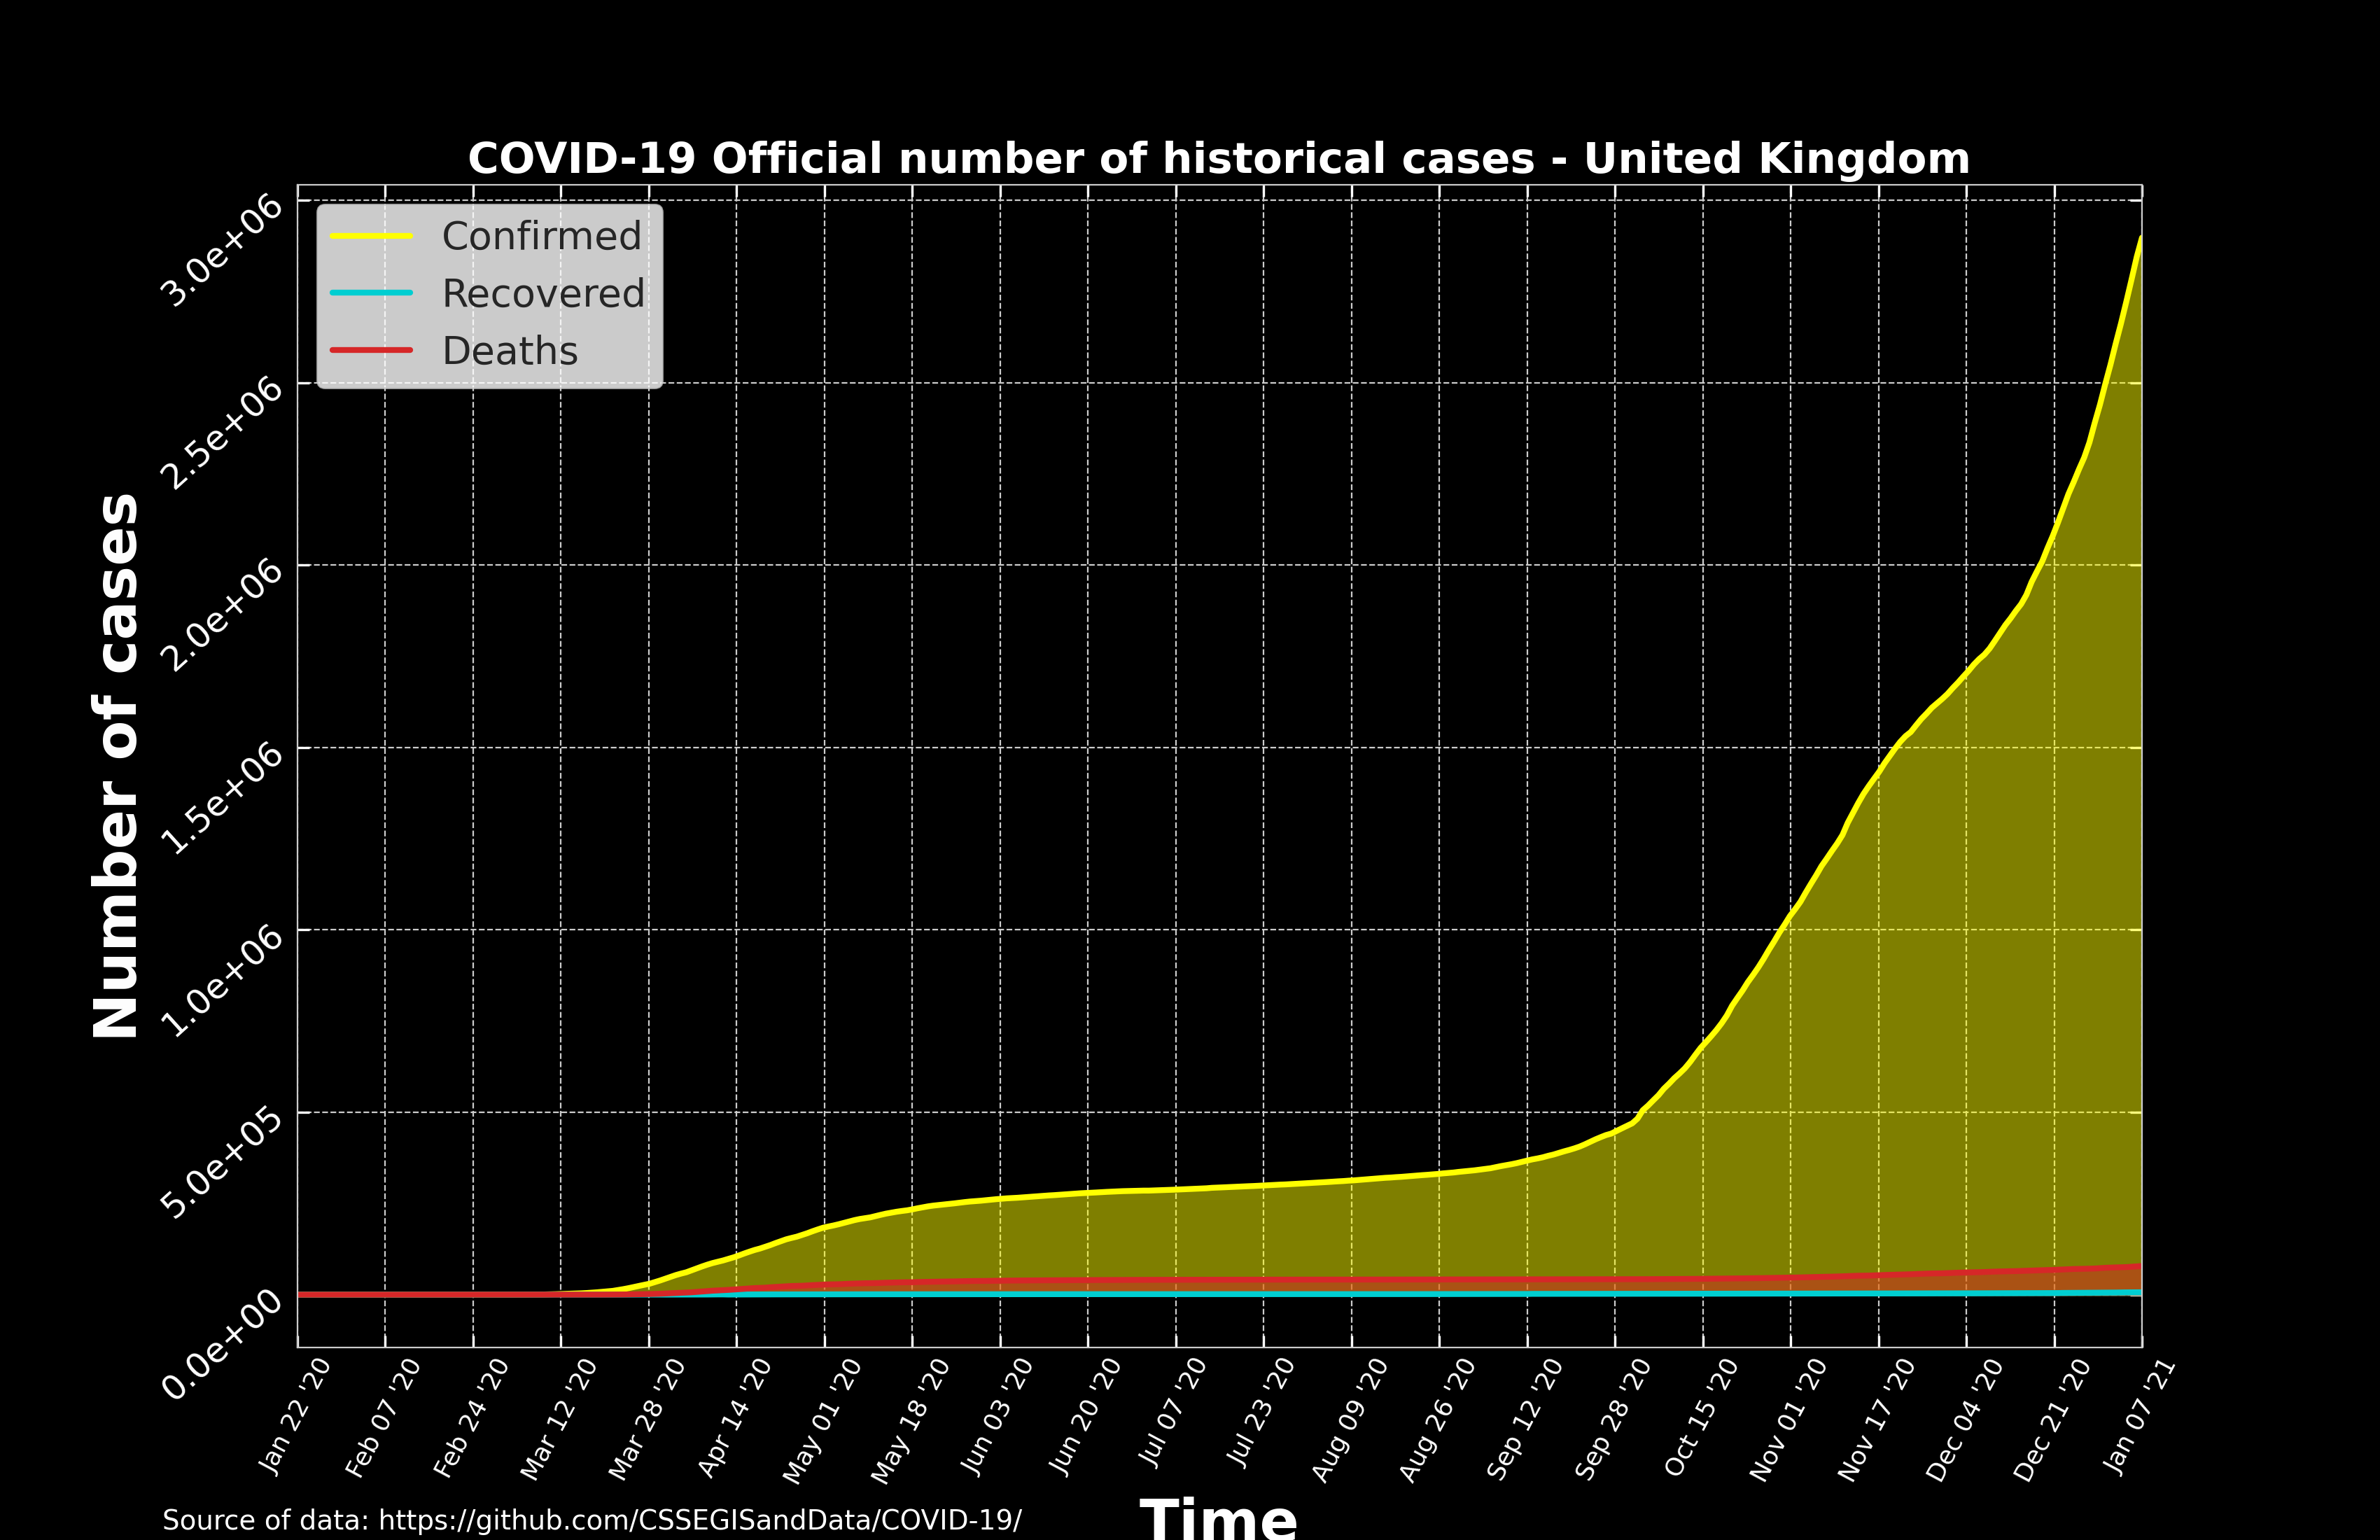 COVID-19 Official number of historical cases - United Kingdom
Confirmed
Recovered
Deaths
Number of cases
3.0e+06
2.5e+06
2.0e+06
1.5e+06
1.0e+06
5.0e+05
0.0e+00
Jan 22 '20
Feb 07 '20
Feb 24 '20
Mar 12 '20
Mar 28 '20
Apr 14 '20
May 01 '20
May 18 '20
Jun 03 '20
Jun 20 '20
Jul 07 '20
Jul 23 '20
Aug 09 '20
Aug 26 '20
Sep 12 '20
Sep 28 '20
Oct 15 '20
Nov 01 '20
Nov 17 '20
Dec 04 '20
Dec 21 '20
Jan 07 '21
Time
Source of data: https://github.com/CSSEGISandData/COVID-19/